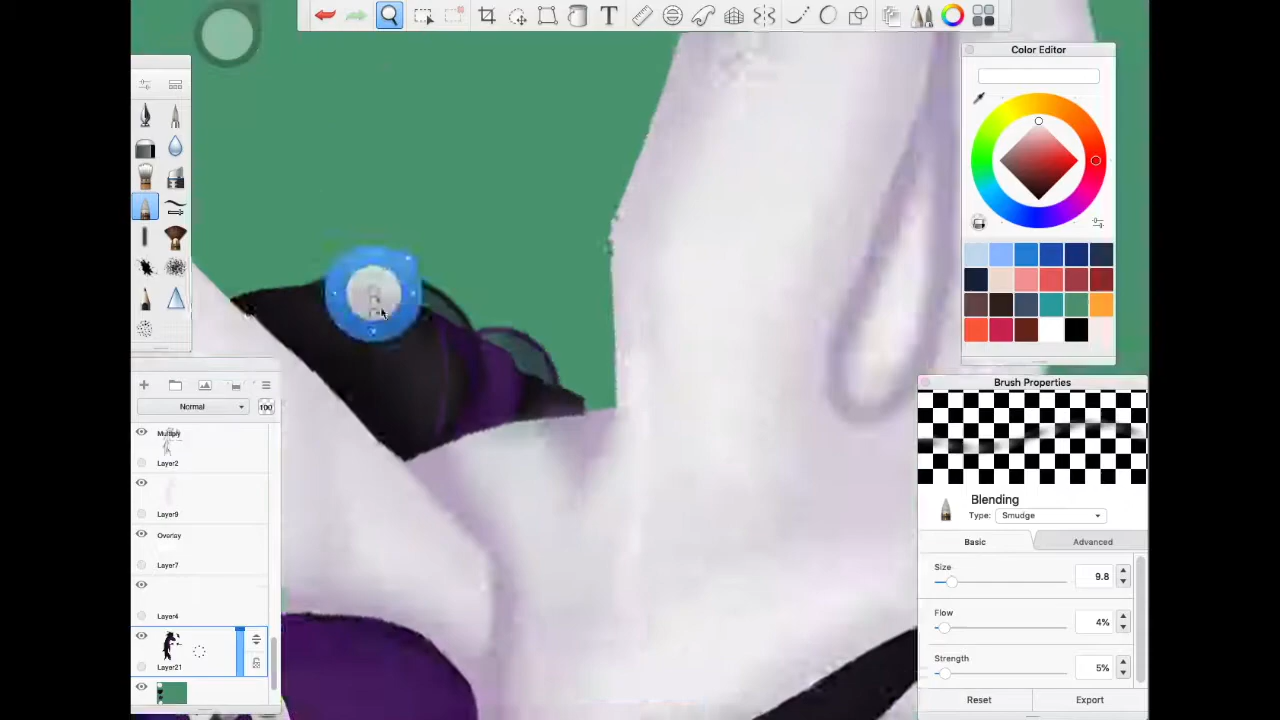 Color Editor
Normal
100
Multiply
Layer2
Layer9
Overlay
Layer7
Layer4
Layer21
Brush Properties
Blending
Type: Smudge
Basic
Advanced
Size
9.8
Flow
4%
Strength
5%
Reset
Export